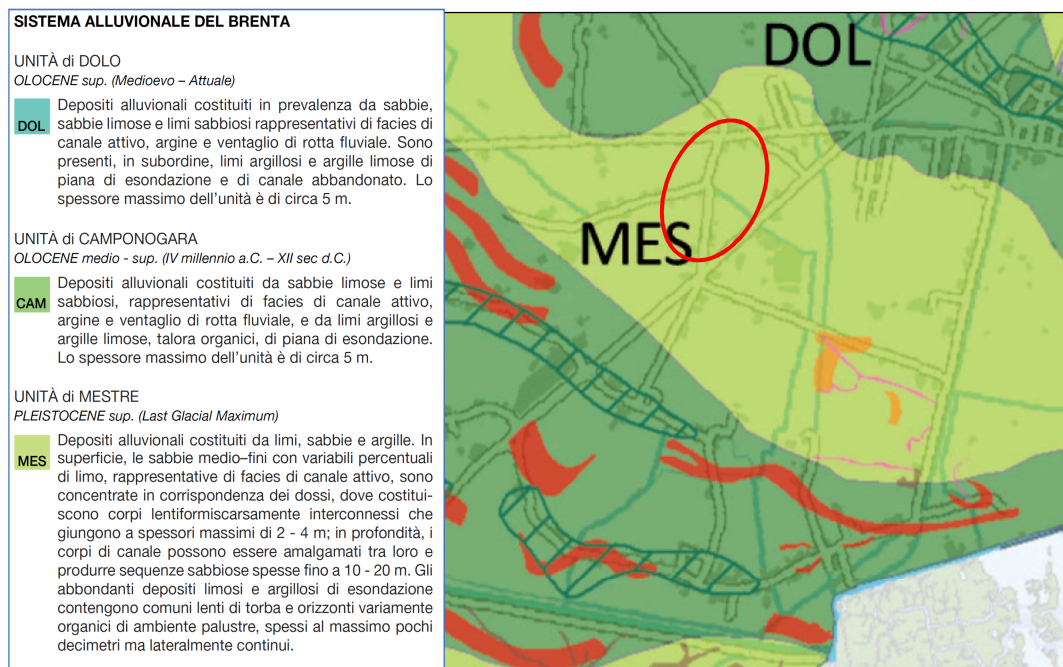 SISTEMA ALLUVIONALE DEL BRENTA
UNITÀ di DOLO
OLOCENE sup. (Medioevo – Attuale)
DOL
Depositi alluvionali costituiti in prevalenza da sabbie,
sabbie limose e limi sabbiosi rappresentativi di facies di
canale attivo, argine e ventaglio di rotta fluviale. Sono
presenti, in subordine, limi argillosi e argille limose di
piana di esondazione e di canale abbandonato. Lo
spessore massimo dell'unità è di circa 5 m.
UNITÀ di CAMPONOGARA
OLOCENE medio - sup. (IV millennio a.C. – XII sec d.C.)
CAM
Depositi alluvionali costituiti da sabbie limose e limi
sabbiosi, rappresentativi di facies di canale attivo,
argine e ventaglio di rotta fluviale, e da limi argillosi e
argille limose, talora organici, di piana di esondazione.
Lo spessore massimo dell'unità è di circa 5 m.
UNITÀ di MESTRE
PLEISTOCENE sup. (Last Glacial Maximum)
MES
Depositi alluvionali costituiti da limi, sabbie e argille. In
superficie, le sabbie medio–fini con variabili percentuali
di limo, rappresentative di facies di canale attivo, sono
concentrate in corrispondenza dei dossi, dove costitui-
scono corpi lentiformiscarsamente interconnessi che
giungono a spessori massimi di 2 - 4 m; in profondità, i
corpi di canale possono essere amalgamati tra loro e
produrre sequenze sabbiose spesse fino a 10 - 20 m. Gli
abbondanti depositi limosi e argillosi di esondazione
contengono comuni lenti di torba e orizzonti variamente
organici di ambiente palustre, spessi al massimo pochi
decimetri ma lateralmente continui.
DOL
MES